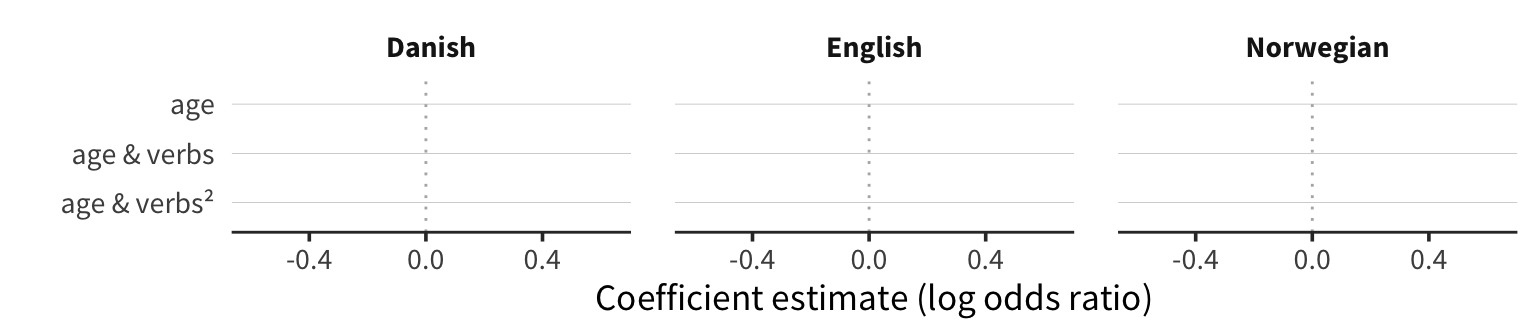 Danish English Norwegian
age
age & verbs
age & verbs²
-0.4 0.0 0.4 -0.4 0.0 0.4 -0.4 0.0 0.4
Coefficient estimate (log odds ratio)